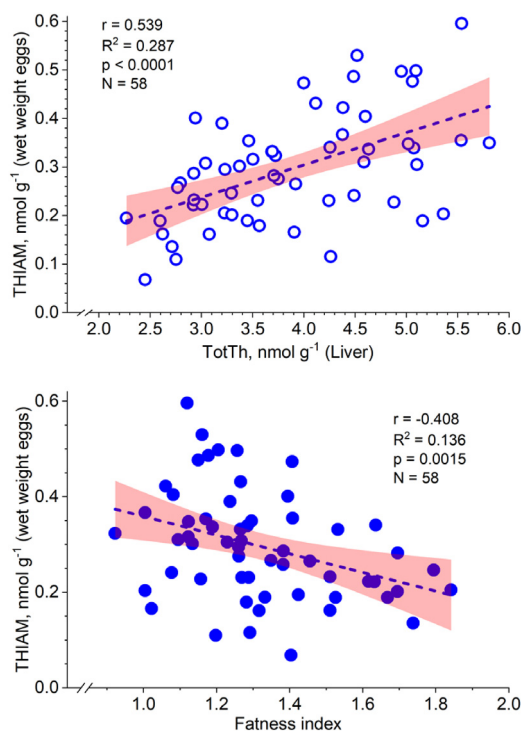 r = 0.539
R² = 0.287
p < 0.0001
N = 58
THIAM, nmol g⁻¹ (wet weight eggs)
0.6
0.5
0.4
0.3
0.2
0.1
0.0
2.0 2.5 3.0 3.5 4.0 4.5 5.0 5.5 6.0
TotTh, nmol g⁻¹ (Liver)
r = -0.408
R² = 0.136
p = 0.0015
N = 58
THIAM, nmol g⁻¹ (wet weight eggs)
0.6
0.4
0.2
0.0
1.0 1.2 1.4 1.6 1.8 2.0
Fatness index